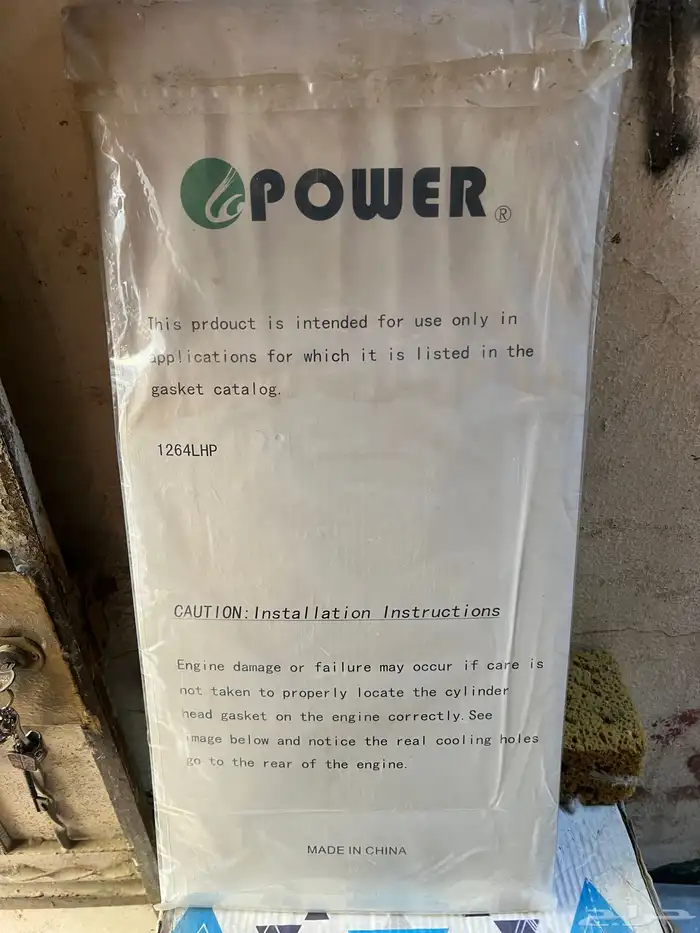 POWER®
This prdouct is intended for use only in
applications for which it is listed in the
gasket catalog.
1264LHP
CAUTION:Installation Instructions
Engine damage or failure may occur if care is
not taken to properly locate the cylinder
head gasket on the engine correctly.See
image below and notice the real cooling holes
go to the rear of the engine.
MADE IN CHINA
حراج